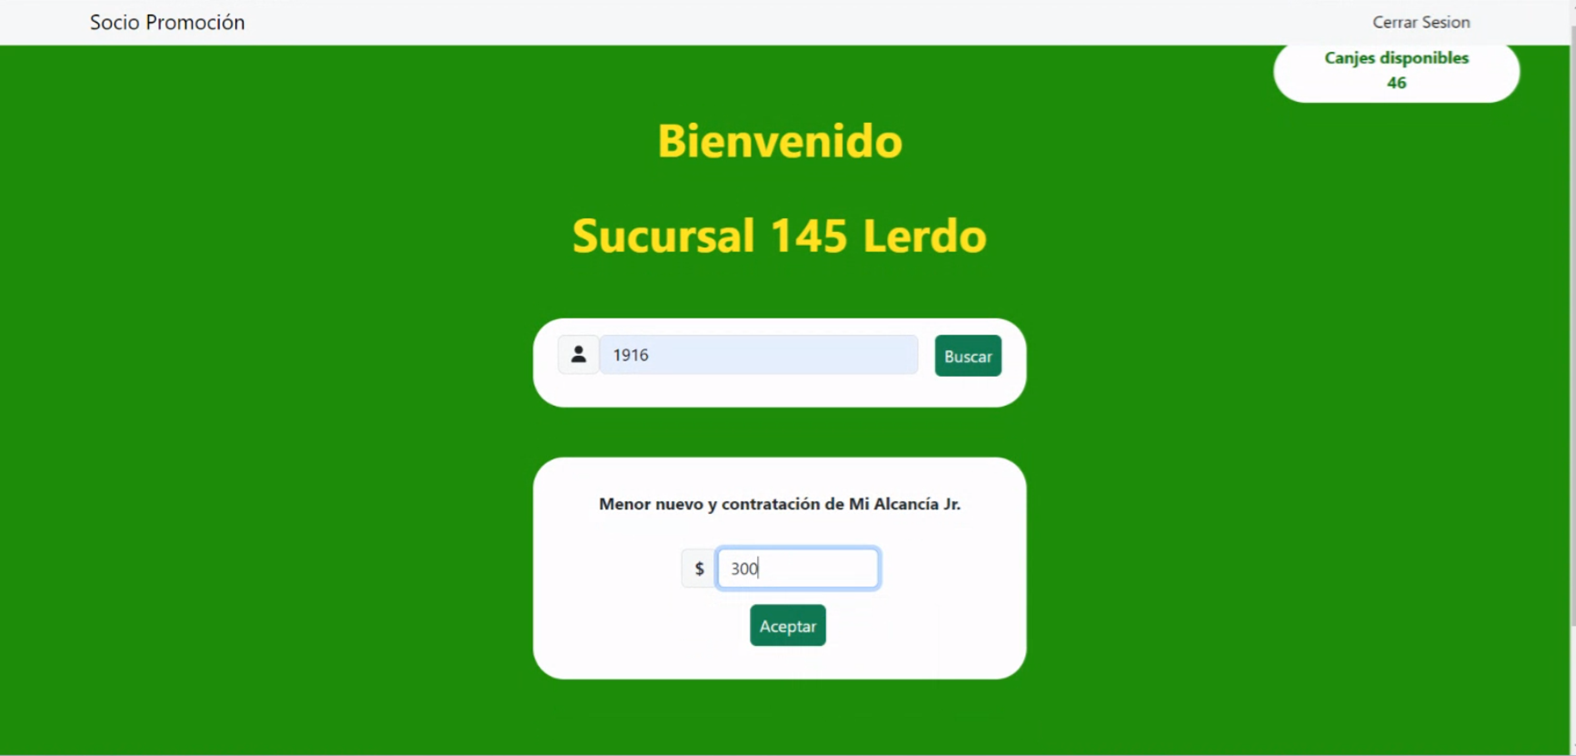 Socio Promoción
Cerrar Sesion
Canjes disponibles
46
Bienvenido
Sucursal 145 Lerdo
1916
Buscar
Menor nuevo y contratación de Mi Alcancía Jr.
$ 300
Aceptar